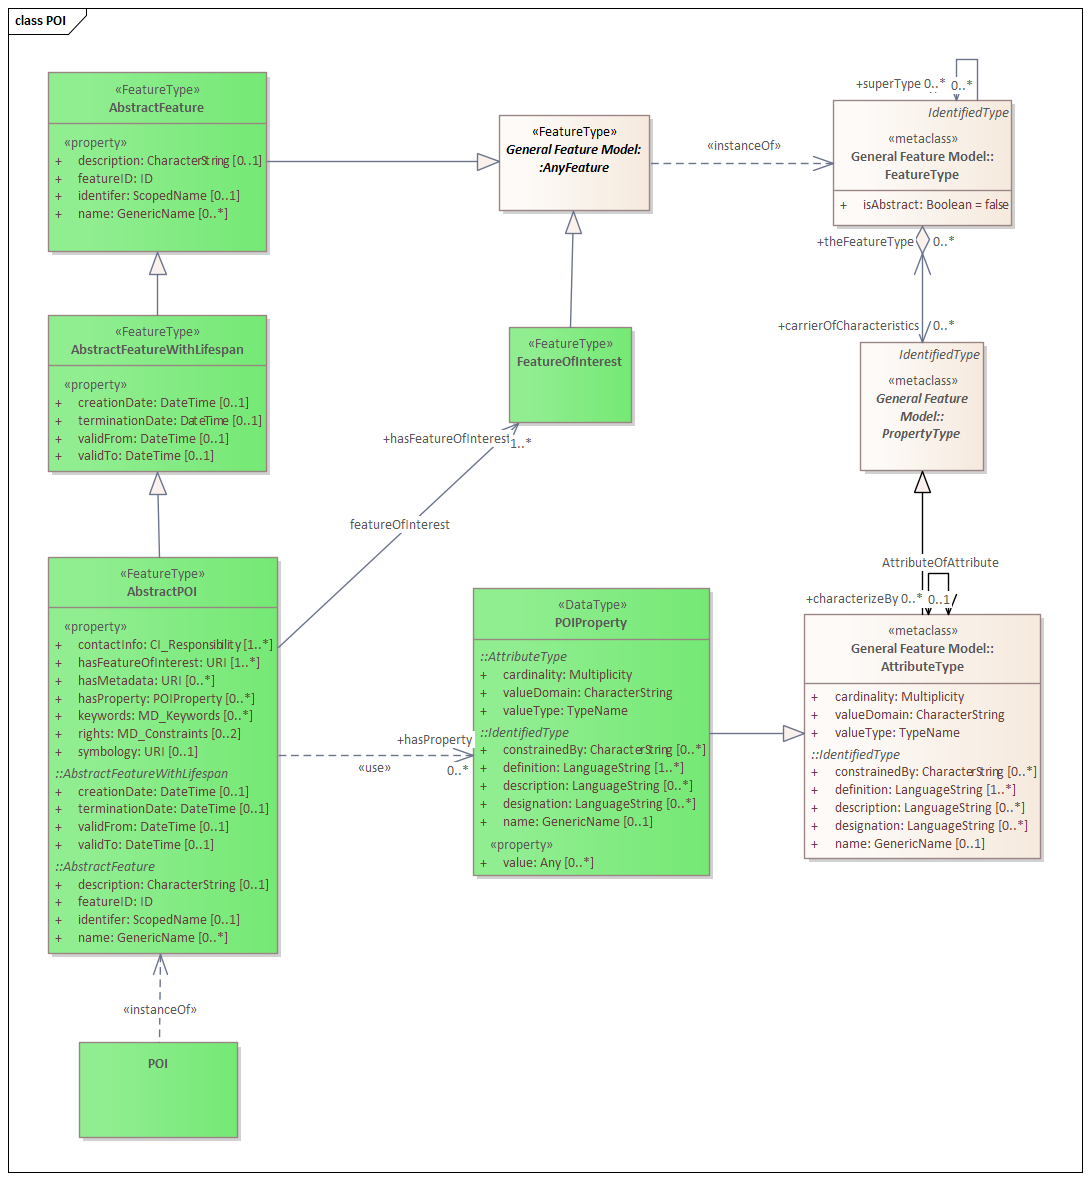 class POI
«FeatureType»
AbstractFeature
«property»
+ description: CharacterString [0..1]
+ featureID: ID
+ identifer: ScopedName [0..1]
+ name: GenericName [0..*]
«FeatureType»
General Feature Model:
:AnyFeature
«instanceOf»
+superType 0..* 0..*
IdentifiedType
«metaclass»
General Feature Model::
FeatureType
+ isAbstract: Boolean = false
+theFeatureType 0..*
+carrierOfCharacteristics 0..*
«FeatureType»
AbstractFeatureWithLifespan
«property»
+ creationDate: DateTime [0..1]
+ terminationDate: DateTime [0..1]
+ validFrom: DateTime [0..1]
+ validTo: DateTime [0..1]
«FeatureType»
FeatureOfInterest
IdentifiedType
«metaclass»
General Feature
Model::
PropertyType
+hasFeatureOfInterest
1..*
featureOfInterest
«FeatureType»
AbstractPOI
«property»
+ contactInfo: CI_Responsibility [1..*]
+ hasFeatureOfInterest: URI [1..*]
+ hasMetadata: URI [0..*]
+ hasProperty: POIProperty [0..*]
+ keywords: MD_Keywords [0..*]
+ rights: MD_Constraints [0..2]
+ symbology: URI [0..1]
::AbstractFeatureWithLifespan
+ creationDate: DateTime [0..1]
+ terminationDate: DateTime [0..1]
+ validFrom: DateTime [0..1]
+ validTo: DateTime [0..1]
::AbstractFeature
+ description: CharacterString [0..1]
+ featureID: ID
+ identifer: ScopedName [0..1]
+ name: GenericName [0..*]
+hasProperty
«use»
0..*
«DataType»
POIProperty
::AttributeType
+ cardinality: Multiplicity
+ valueDomain: CharacterString
+ valueType: TypeName
::IdentifiedType
+ constrainedBy: CharacterString [0..*]
+ definition: LanguageString [1..*]
+ description: LanguageString [0..*]
+ designation: LanguageString [0..*]
+ name: GenericName [0..1]
«property»
+ value: Any [0..*]
AttributeOfAttribute
+characterizeBy 0..* 0..1
«metaclass»
General Feature Model::
AttributeType
+ cardinality: Multiplicity
+ valueDomain: CharacterString
+ valueType: TypeName
::IdentifiedType
+ constrainedBy: CharacterString [0..*]
+ definition: LanguageString [1..*]
+ description: LanguageString [0..*]
+ designation: LanguageString [0..*]
+ name: GenericName [0..1]
«instanceOf»
POI